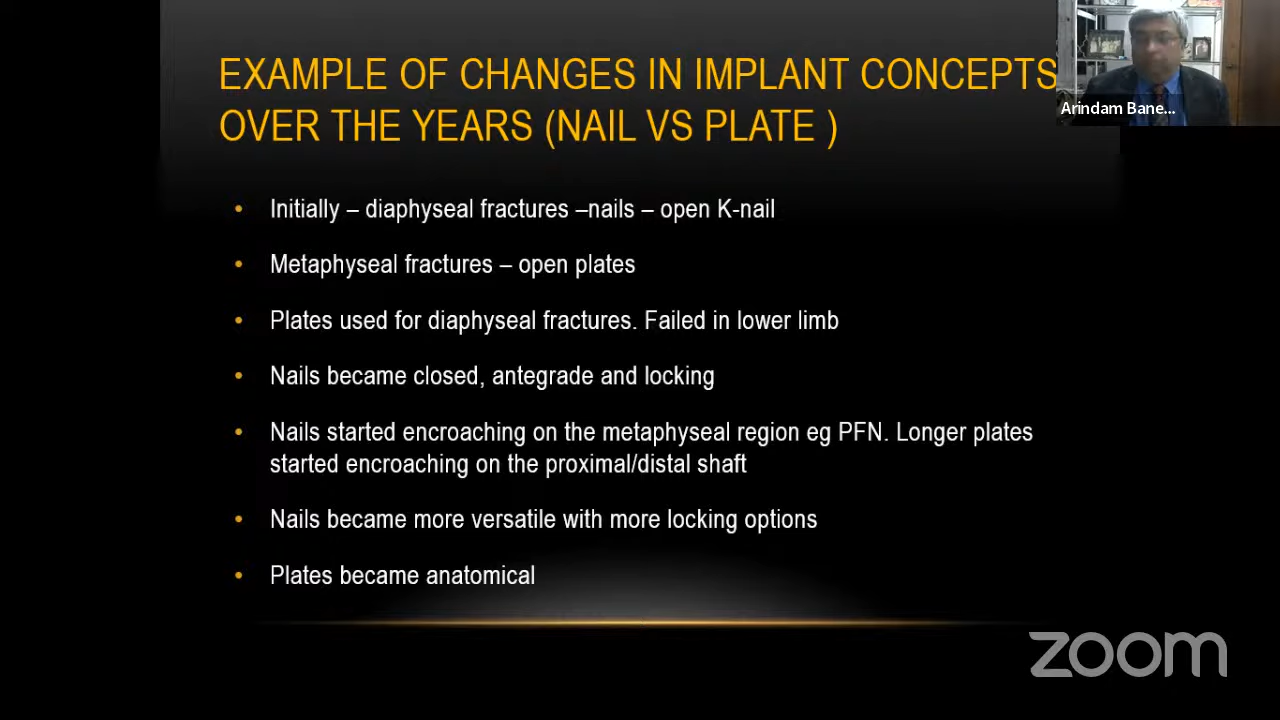 EXAMPLE OF CHANGES IN IMPLANT CONCEPTS
OVER THE YEARS (NAIL VS PLATE )
Arindam Bane...
• Initially – diaphyseal fractures –nails – open K-nail
• Metaphyseal fractures – open plates
• Plates used for diaphyseal fractures. Failed in lower limb
• Nails became closed, antegrade and locking
• Nails started encroaching on the metaphyseal region eg PFN. Longer plates
started encroaching on the proximal/distal shaft
• Nails became more versatile with more locking options
• Plates became anatomical
zoom